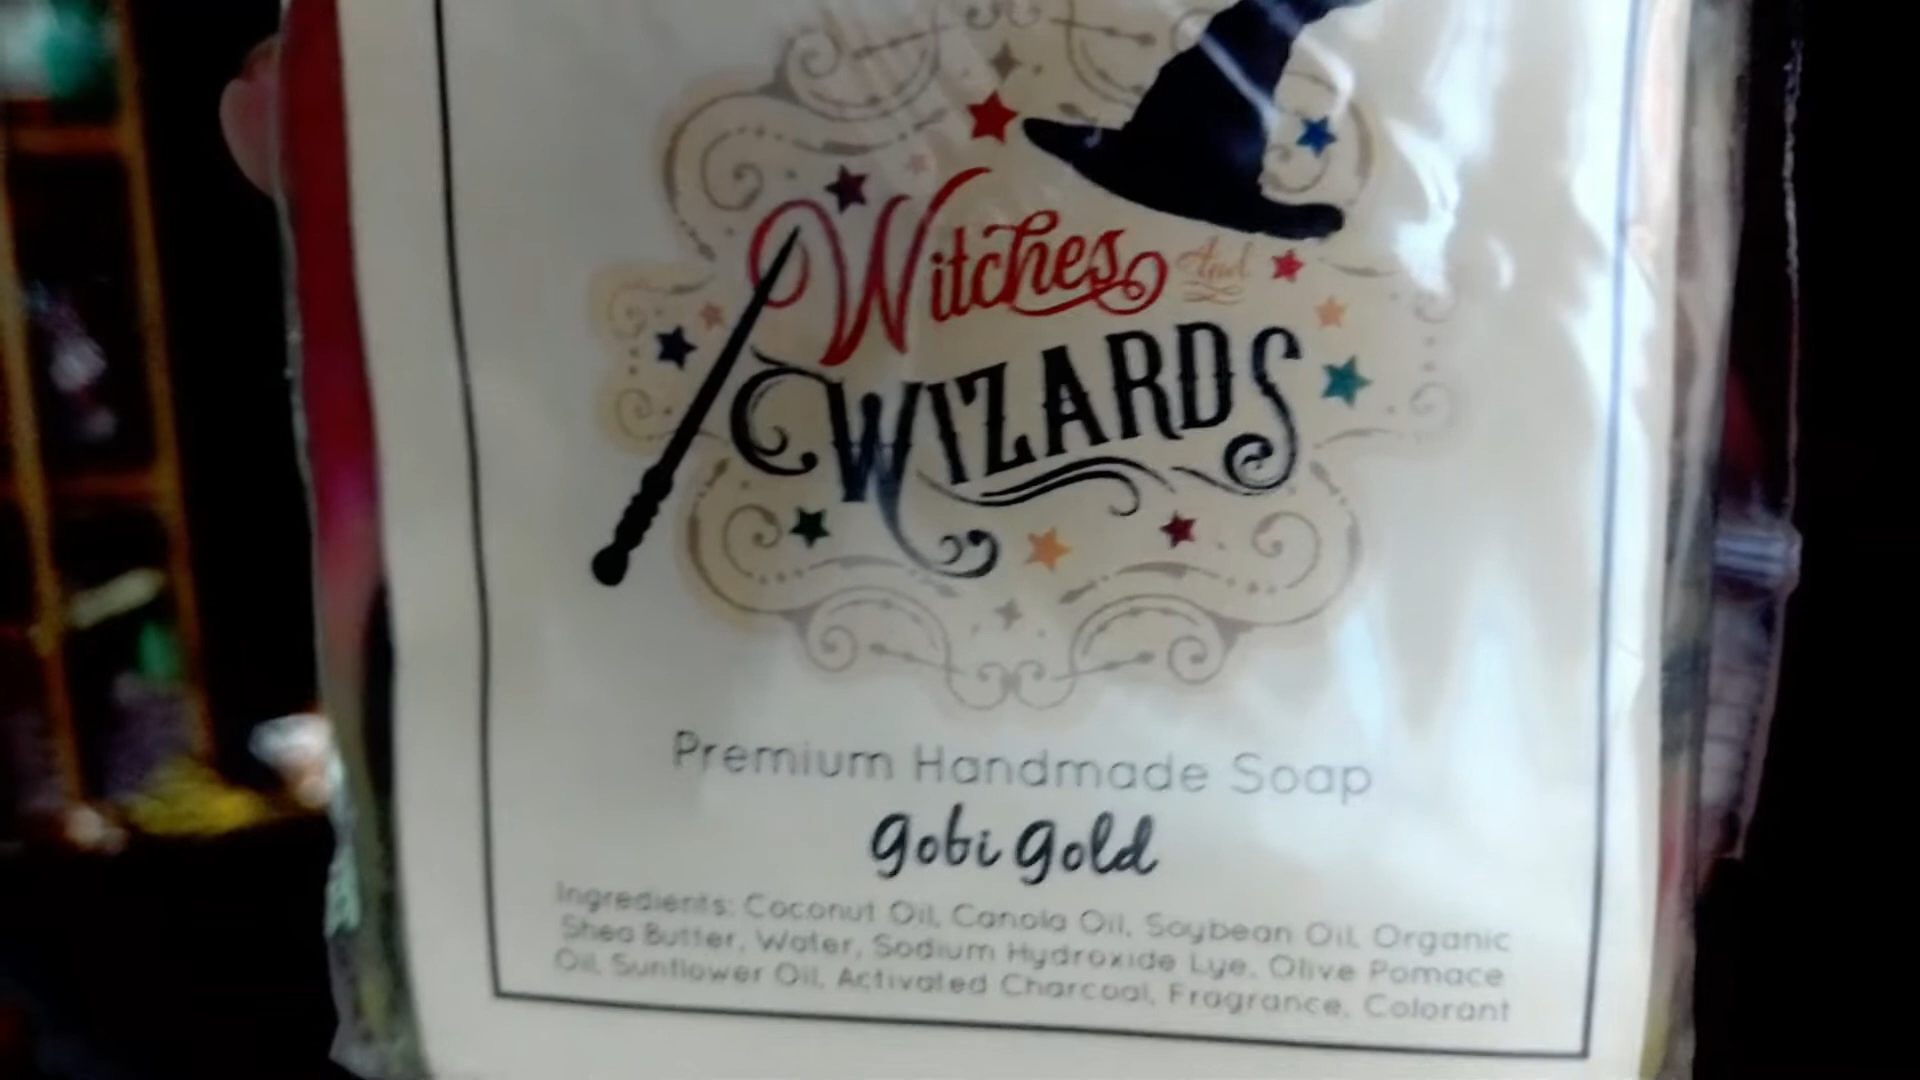 Witches And
WIZARDS
Premium Handmade Soap
gobi gold
Ingredients: Coconut Oil, Canola Oil, Soybean Oil, Organic
Shea Butter, Water, Sodium Hydroxide Lye, Olive Pomace
Oil, Sunflower Oil, Activated Charcoal, Fragrance, Colorant